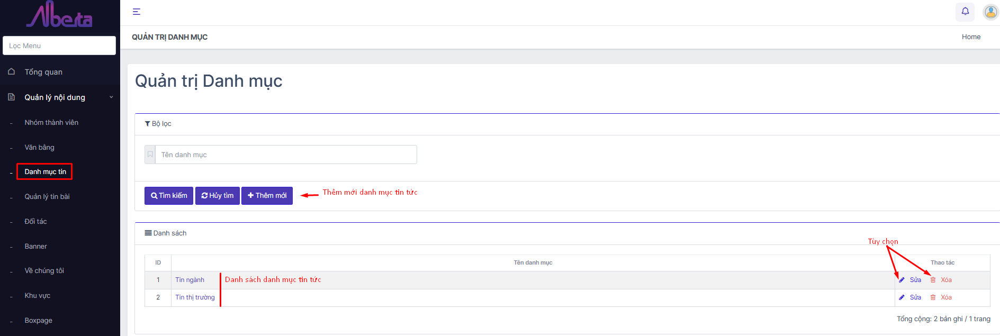 Alberta
Lọc Menu
Tổng quan
Quản lý nội dung
Nhóm thành viên
Văn bằng
Danh mục tin
Quản lý tin bài
Đối tác
Banner
Về chúng tôi
Khu vực
Boxpage
QUẢN TRỊ DANH MỤC
Home
Quản trị Danh mục
Bộ lọc
Tên danh mục
Tìm kiếm Hủy tìm Thêm mới
Thêm mới danh mục tin tức
Danh sách
Tùy chọn
ID Tên danh mục Thao tác
1 Tin ngành Danh sách danh mục tin tức Sửa Xóa
2 Tin thị trường Sửa Xóa
Tổng cộng: 2 bản ghi / 1 trang